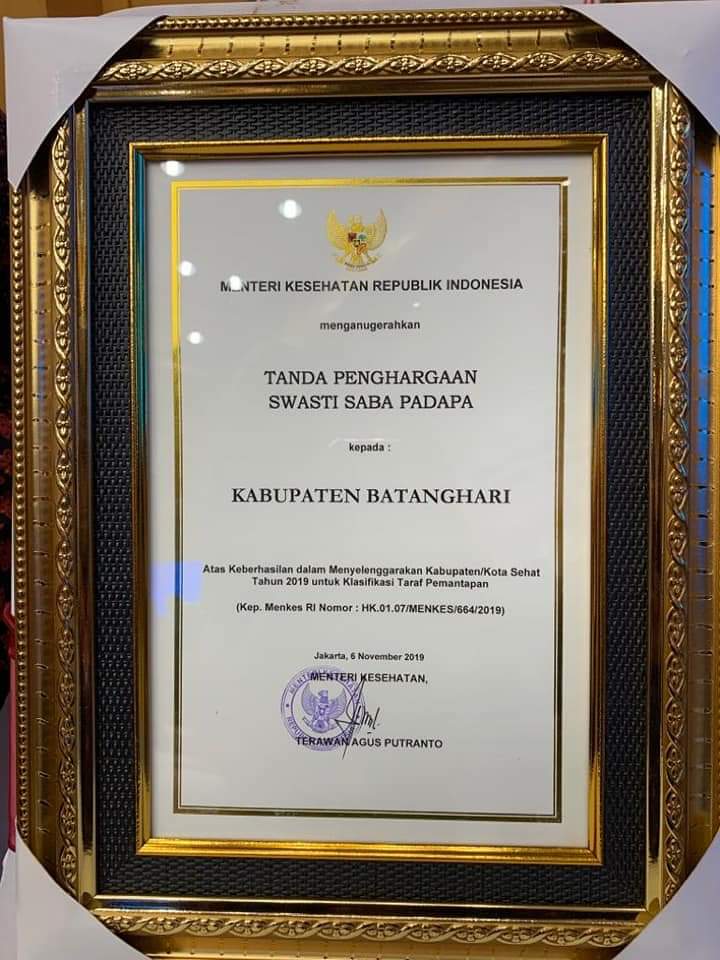 MENTERI KESEHATAN REPUBLIK INDONESIA
menganugerahkan
TANDA PENGHARGAAN
SWASTI SABA PADAPA
kepada :
KABUPATEN BATANGHARI
Atas Keberhasilan dalam Menyelenggarakan Kabupaten/Kota Sehat
Tahun 2019 untuk Klasifikasi Taraf Pemantapan
(Kep. Menkes RI Nomor : HK.01.07/MENKES/664/2019)
Jakarta, 6 November 2019
MENTERI KESEHATAN,
TERAWAN AGUS PUTRANTO